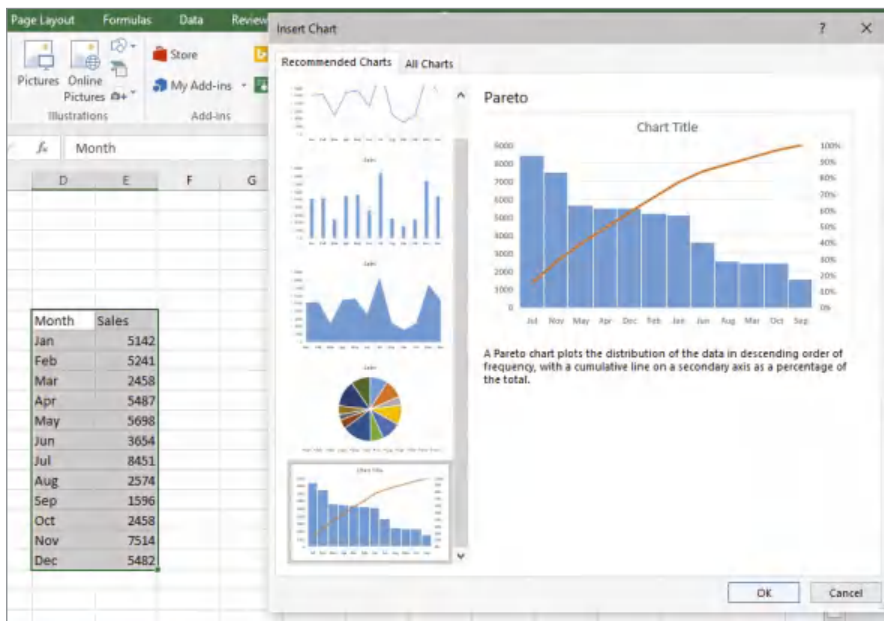 Page Layout Formulas Data Review
Pictures Online Pictures
Store
My Add-ins
Illustrations
Add-ins
fx Month
D E F G
Month Sales
Jan 5142
Feb 5241
Mar 2458
Apr 5487
May 5698
Jun 3654
Jul 8451
Aug 2574
Sep 1596
Oct 2458
Nov 7514
Dec 5482
Insert Chart ? X
Recommended Charts All Charts
Sales
Sales
Chart Title
Pareto
Chart Title
9000 100%
8000 90%
7000 80%
6000 70%
5000 60%
4000 50%
3000 40%
2000 30%
1000 20%
0 10%
0%
Jul Nov May Apr Dec Feb Jan Jun Aug Mar Oct Sep
A Pareto chart plots the distribution of the data in descending order of
frequency, with a cumulative line on a secondary axis as a percentage of
the total.
OK Cancel